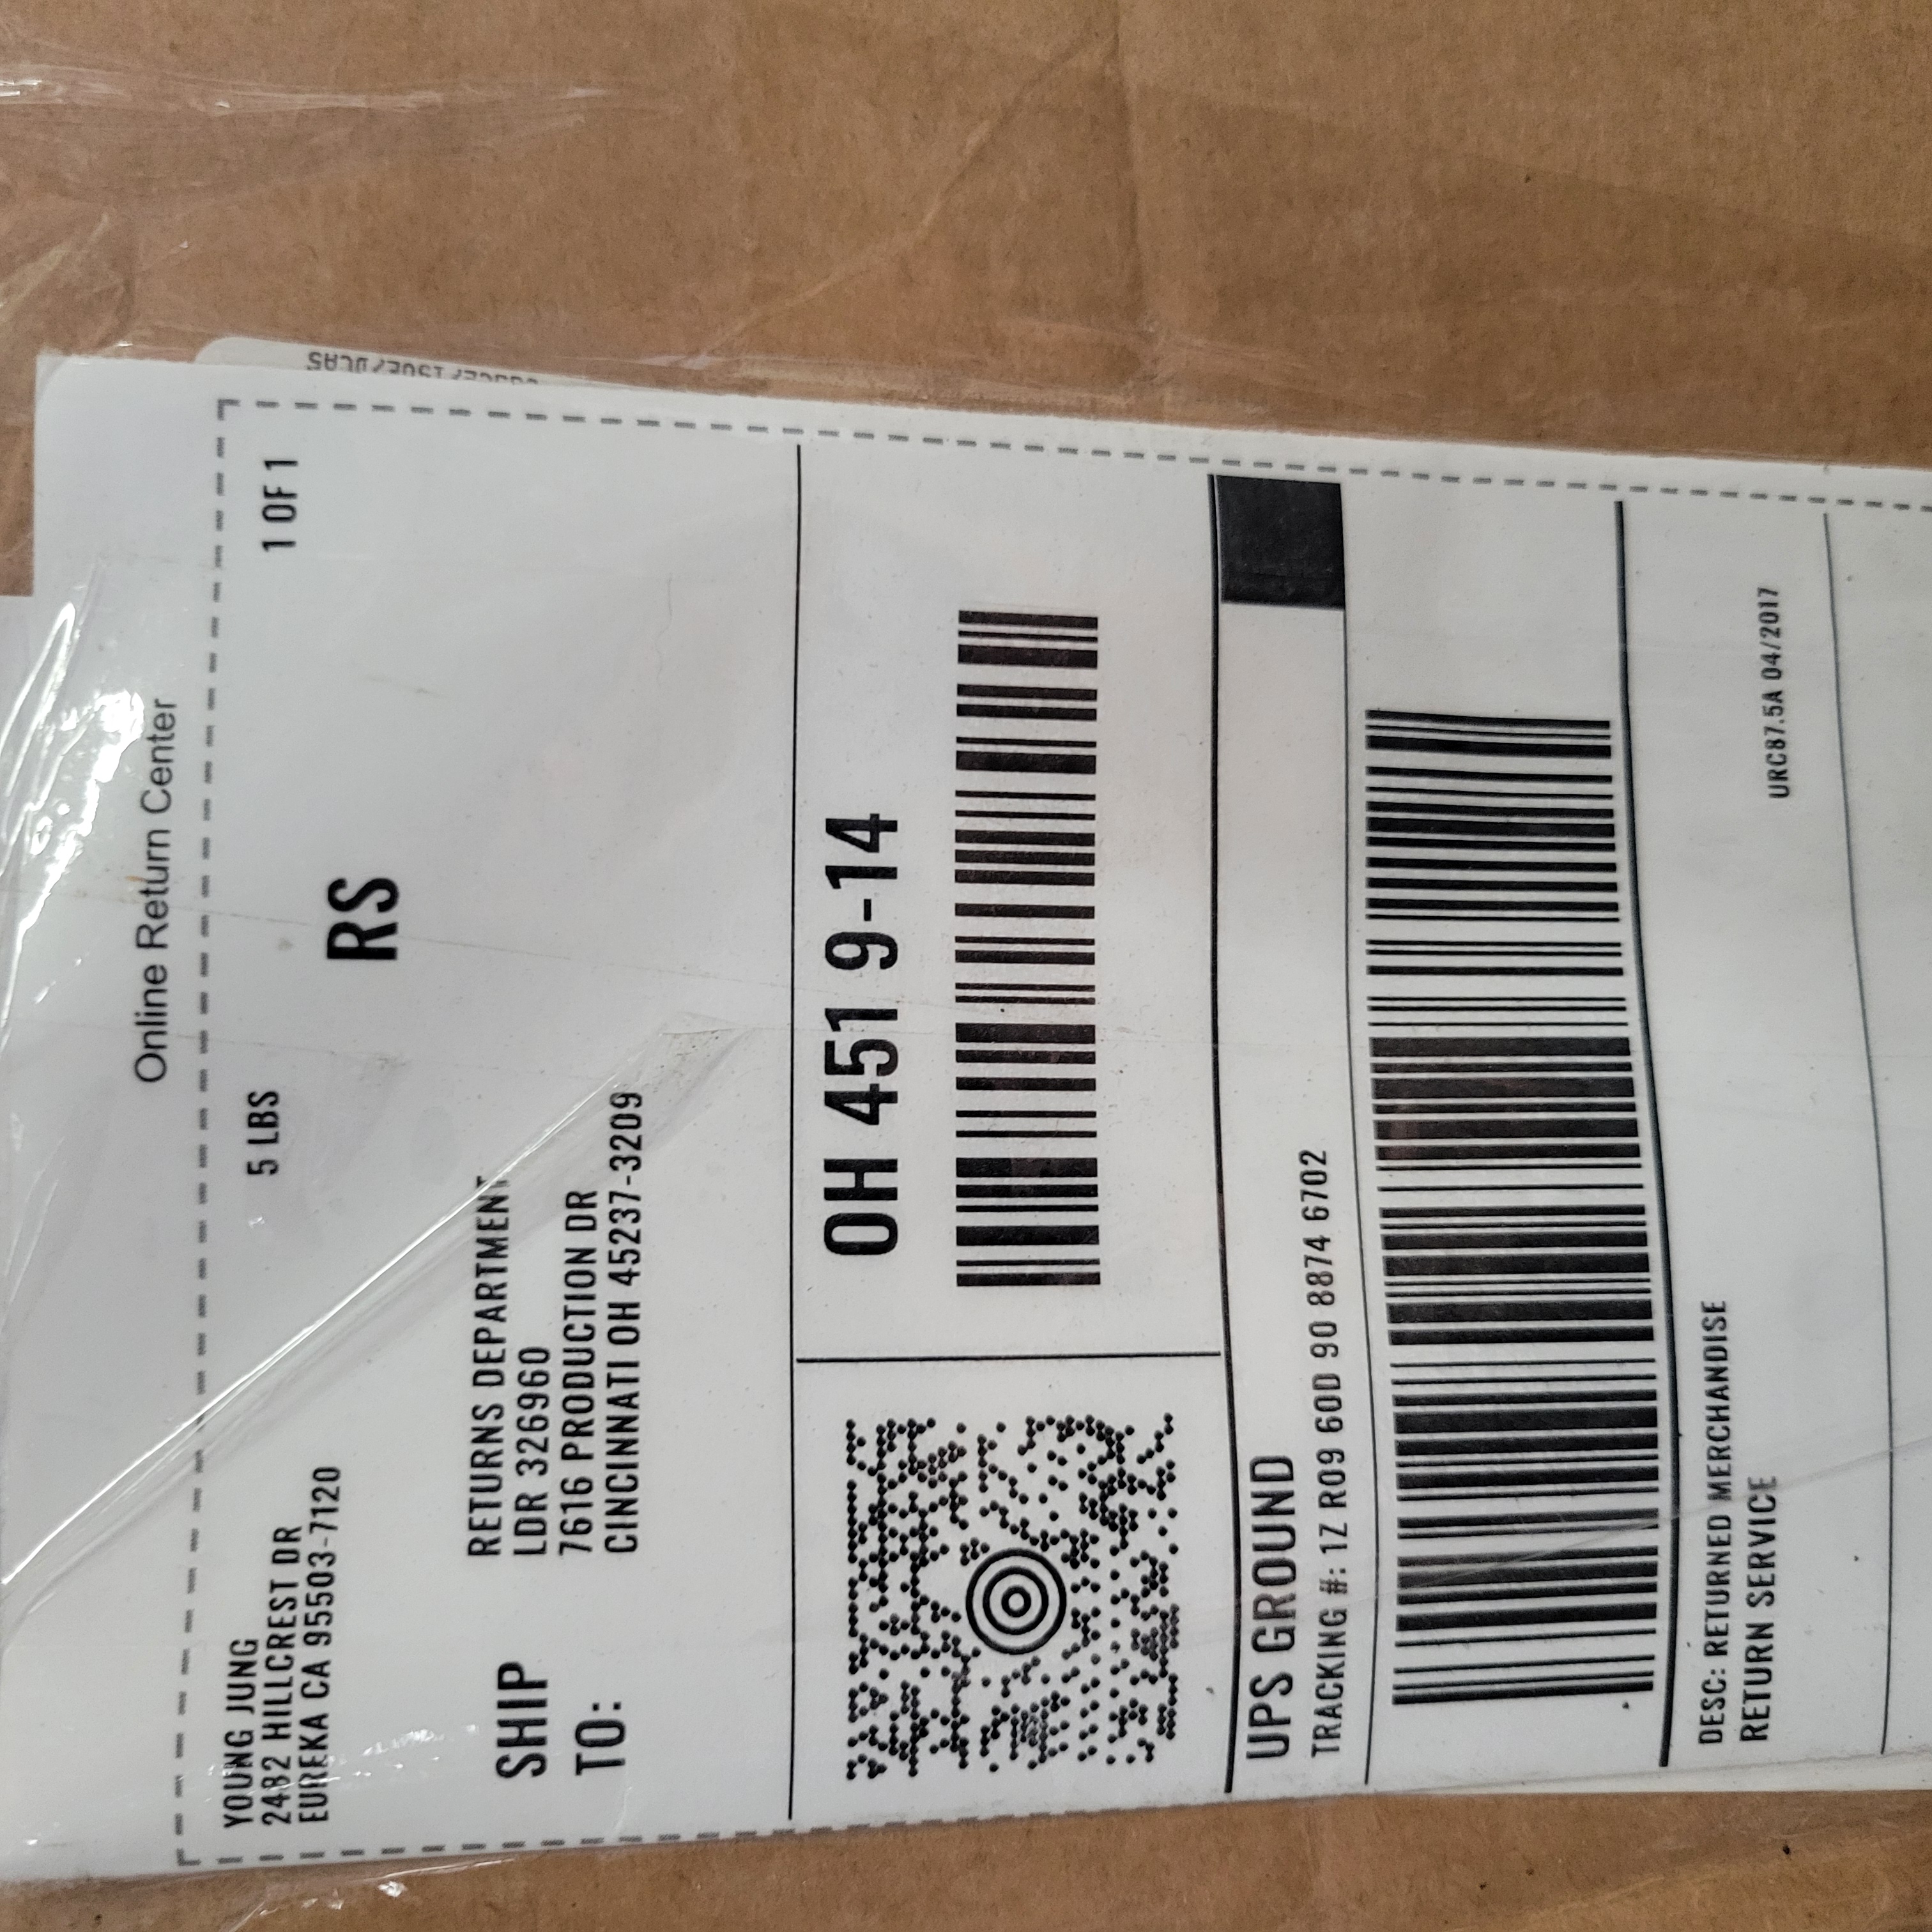 Online Return Center
YOUNG JUNG
2482 HILLCREST DR
EUREKA CA 95503-7120
5 LBS
1 OF 1
RS
SHIP
TO:
RETURNS DEPARTMENT
LDR 326960
7616 PRODUCTION DR
CINCINNATI OH 45237-3209
OH 451 9-14
UPS GROUND
TRACKING #: 1Z R09 60D 90 8874 6702
DESC: RETURNED MERCHANDISE
RETURN SERVICE
URC87.5A 04/2017